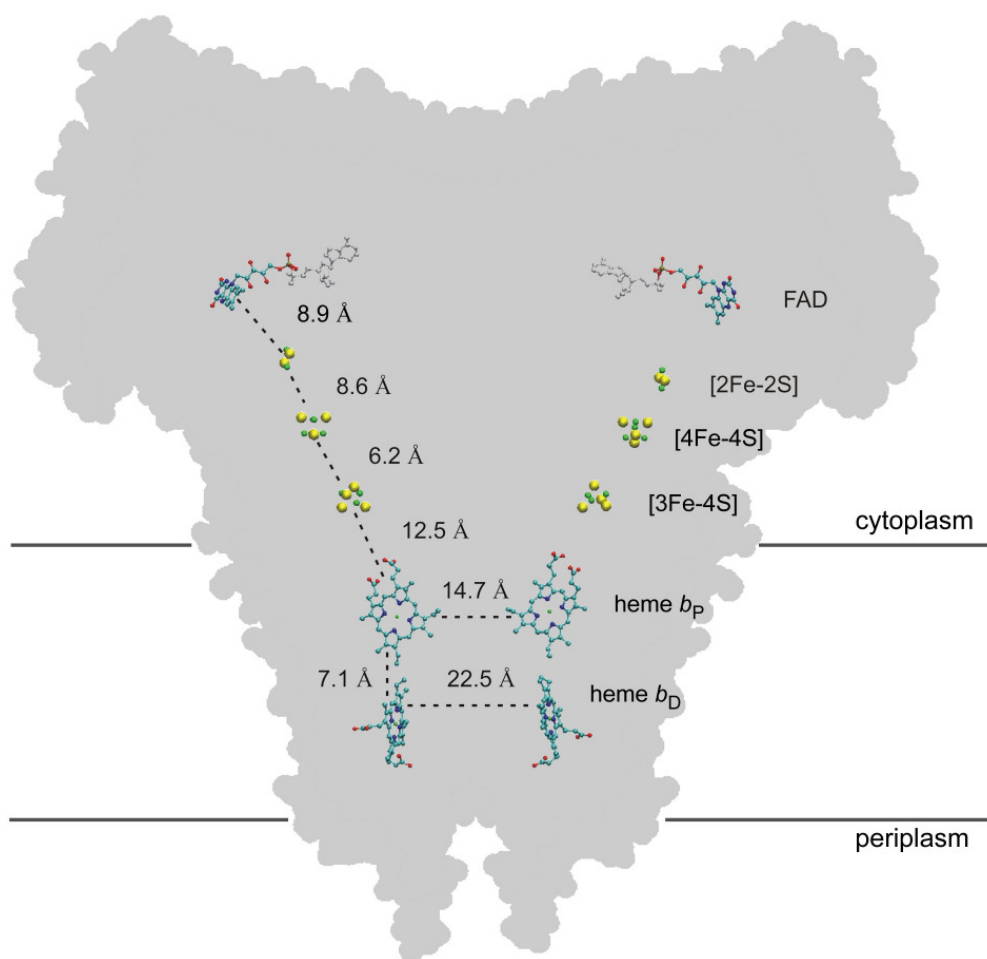 FAD
8.9 Å
[2Fe-2S]
8.6 Å
[4Fe-4S]
6.2 Å
[3Fe-4S]
cytoplasm
12.5 Å
14.7 Å
heme bP
7.1 Å
22.5 Å
heme bD
periplasm